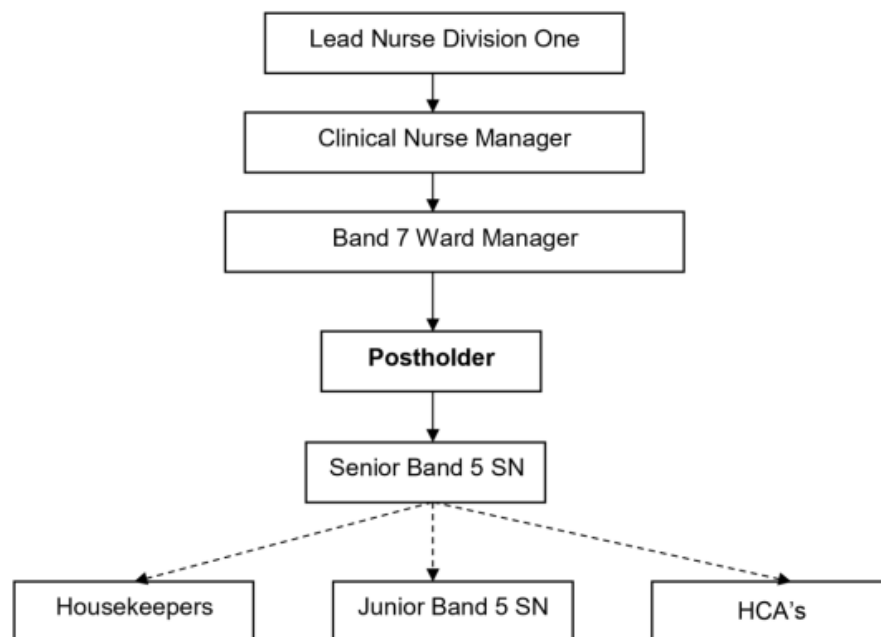 Lead Nurse Division One
Clinical Nurse Manager
Band 7 Ward Manager
Postholder
Senior Band 5 SN
Housekeepers
Junior Band 5 SN
HCA's